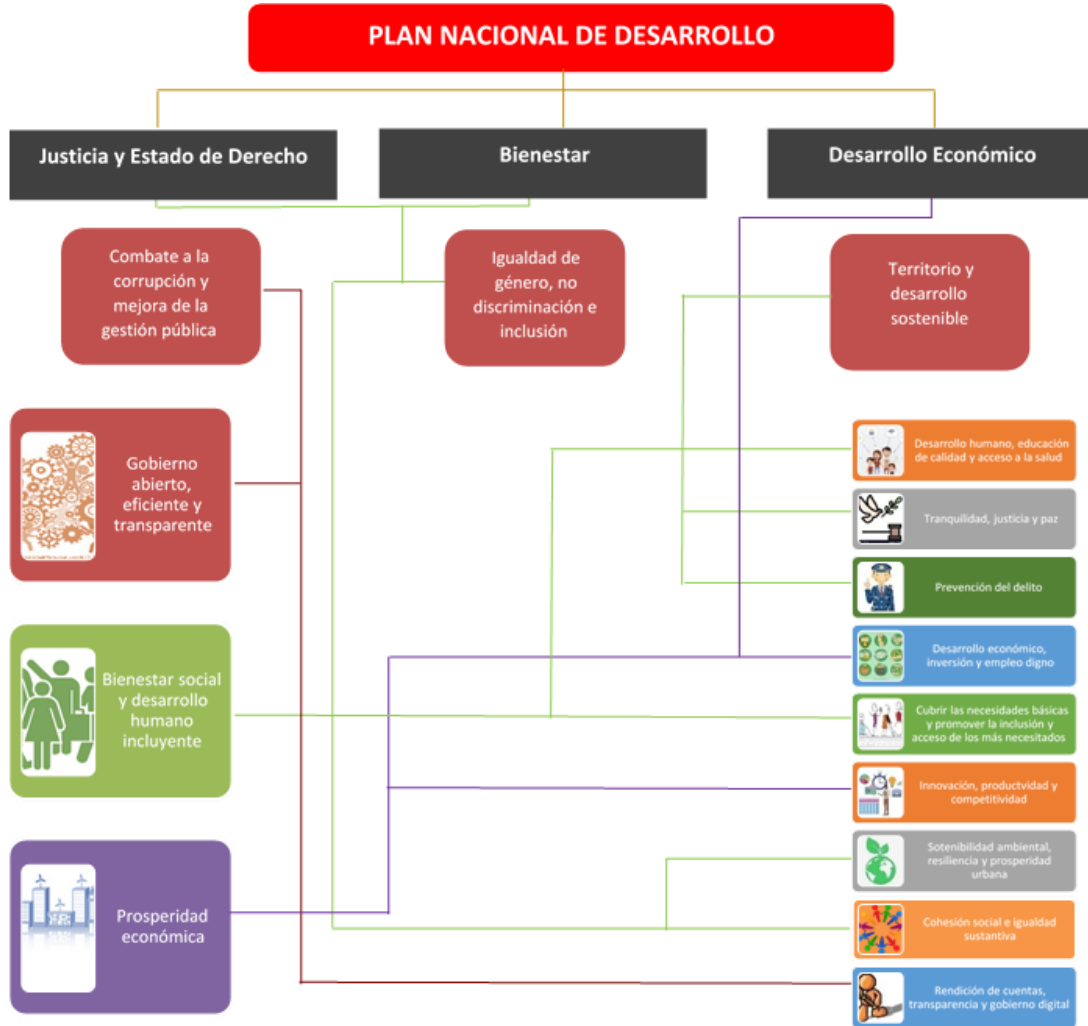 PLAN NACIONAL DE DESARROLLO
Justicia y Estado de Derecho
Bienestar
Desarrollo Económico
Combate a la
corrupción y
mejora de la
gestión pública
Igualdad de
género, no
discriminación e
inclusión
Territorio y
desarrollo
sostenible
Gobierno
abierto,
eficiente y
transparente
Bienestar social
y desarrollo
humano
incluyente
Prosperidad
económica
Desarrollo humano, educación
de calidad y acceso a la salud
Tranquilidad, justicia y paz
Prevención del delito
Desarrollo económico,
inversión y empleo digno
Cubrir las necesidades básicas
y promover la inclusión y
acceso de los más necesitados
Innovación, productvidad y
competitividad
Sotenibilidad ambiental,
resiliencia y prosperidad
urbana
Cohesión social e igualdad
sustantiva
Rendición de cuentas,
transparencia y gobierno digital